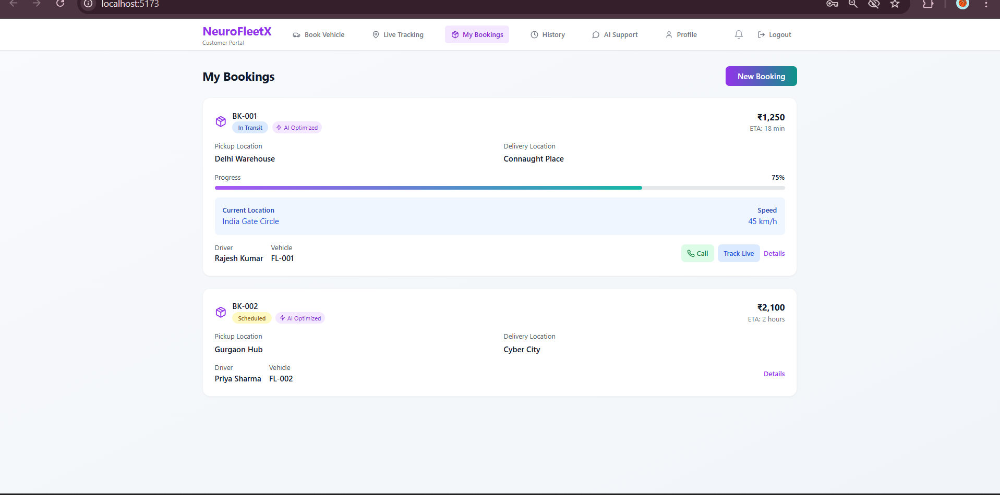 localhost:5173
NeuroFleetX
Customer Portal
Book Vehicle
Live Tracking
My Bookings
History
AI Support
Profile
Logout
My Bookings
New Booking
BK-001
In Transit
AI Optimized
₹1,250
ETA: 18 min
Pickup Location
Delhi Warehouse
Delivery Location
Connaught Place
Progress
75%
Current Location
India Gate Circle
Speed
45 km/h
Driver
Rajesh Kumar
Vehicle
FL-001
Call
Track Live
Details
BK-002
Scheduled
AI Optimized
₹2,100
ETA: 2 hours
Pickup Location
Gurgaon Hub
Delivery Location
Cyber City
Driver
Priya Sharma
Vehicle
FL-002
Details